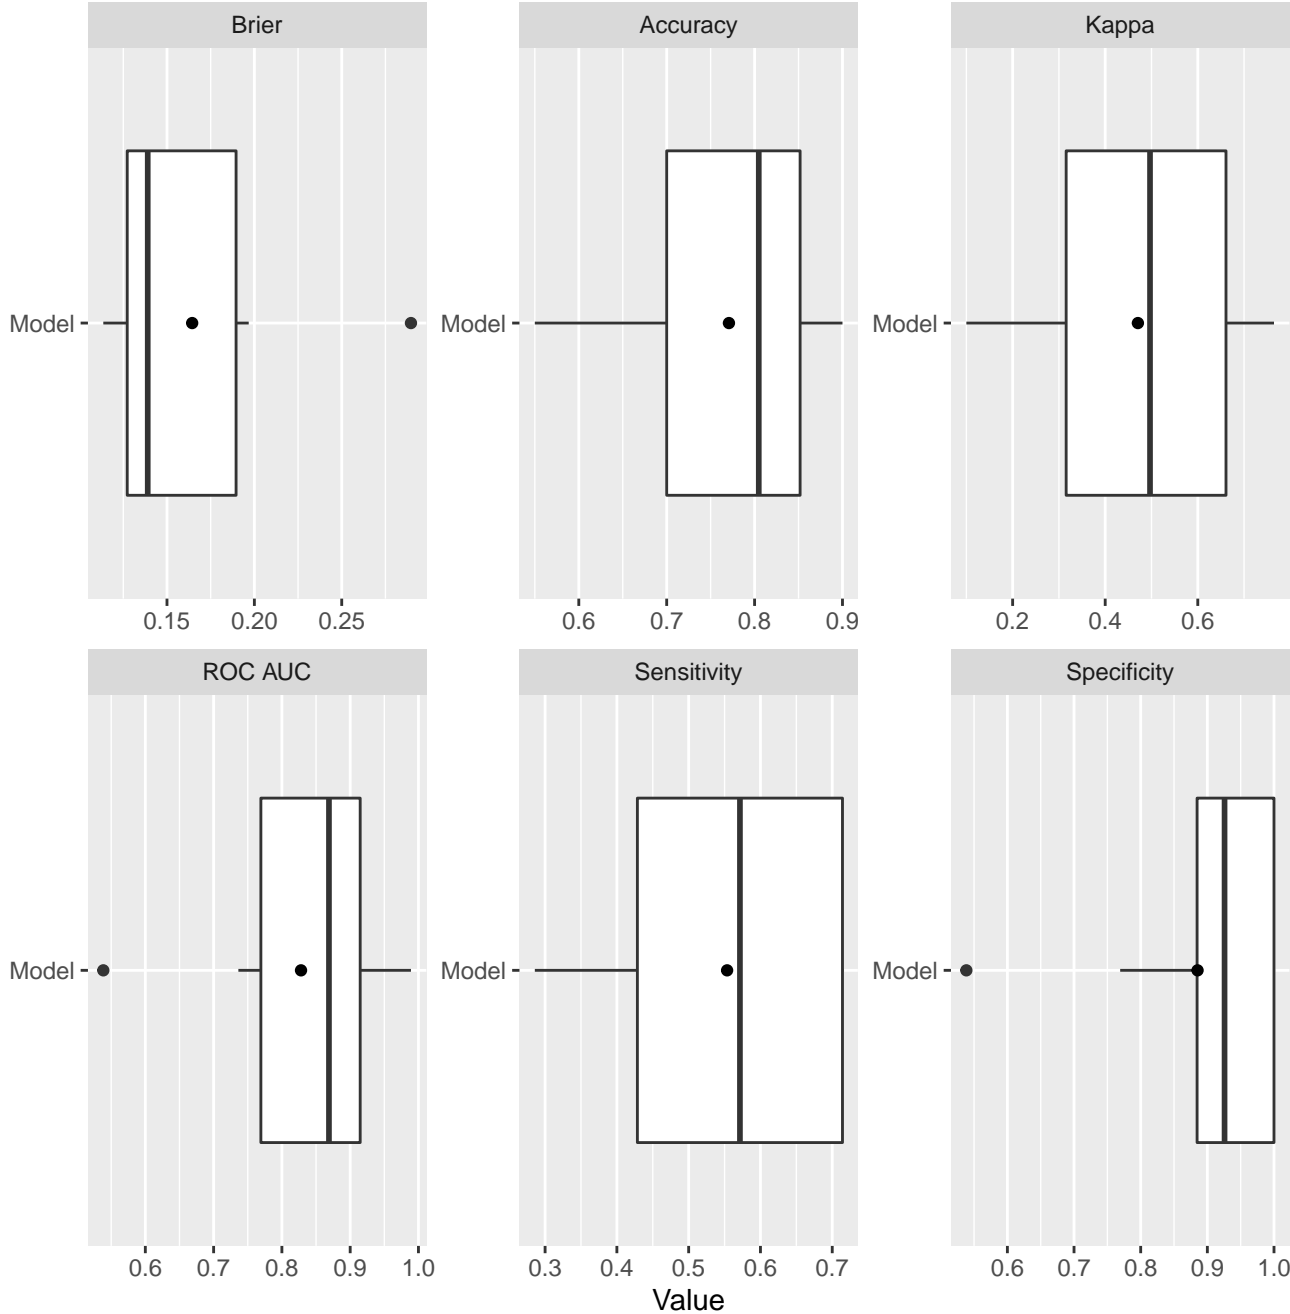 Brier Accuracy Kappa
Model Model Model
0.15 0.20 0.25 0.6 0.7 0.8 0.9 0.2 0.4 0.6
ROC AUC Sensitivity Specificity
Model Model Model
0.6 0.7 0.8 0.9 1.0 0.3 0.4 0.5 0.6 0.7 0.6 0.7 0.8 0.9 1.0
Value